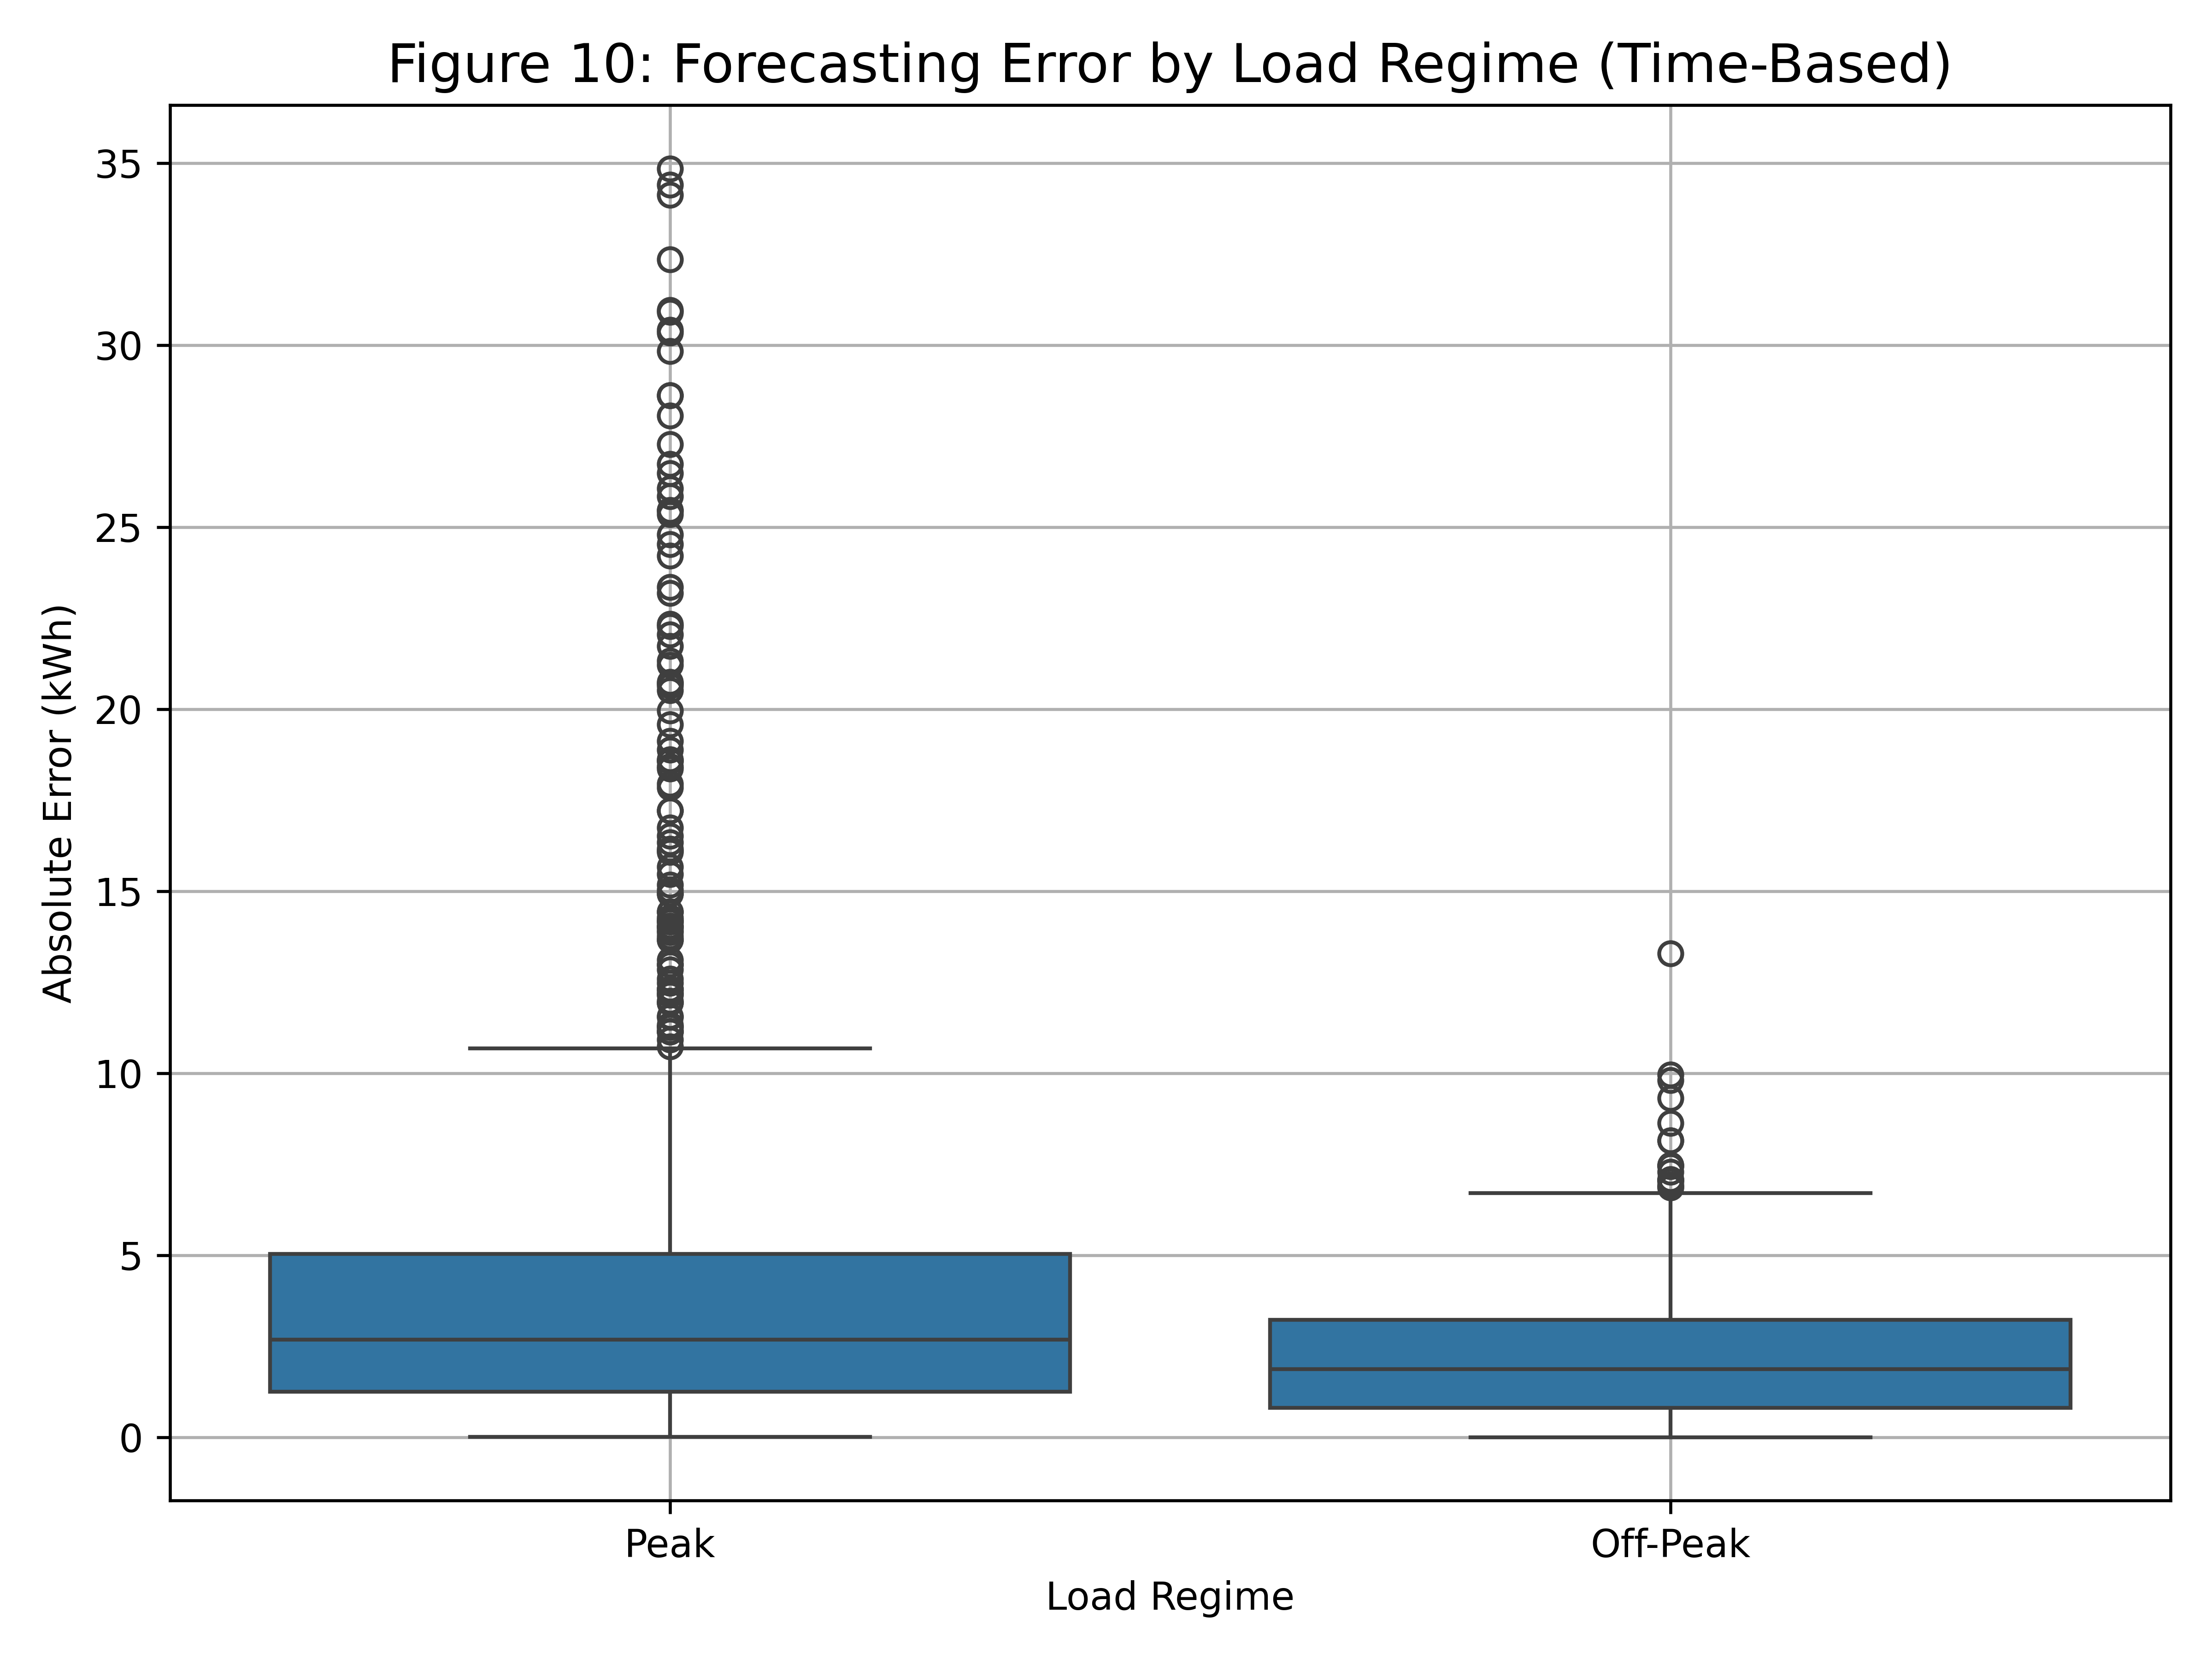 Figure 10: Forecasting Error by Load Regime (Time-Based)
Absolute Error (kWh)
35
30
25
20
15
10
5
0
Peak
Off-Peak
Load Regime